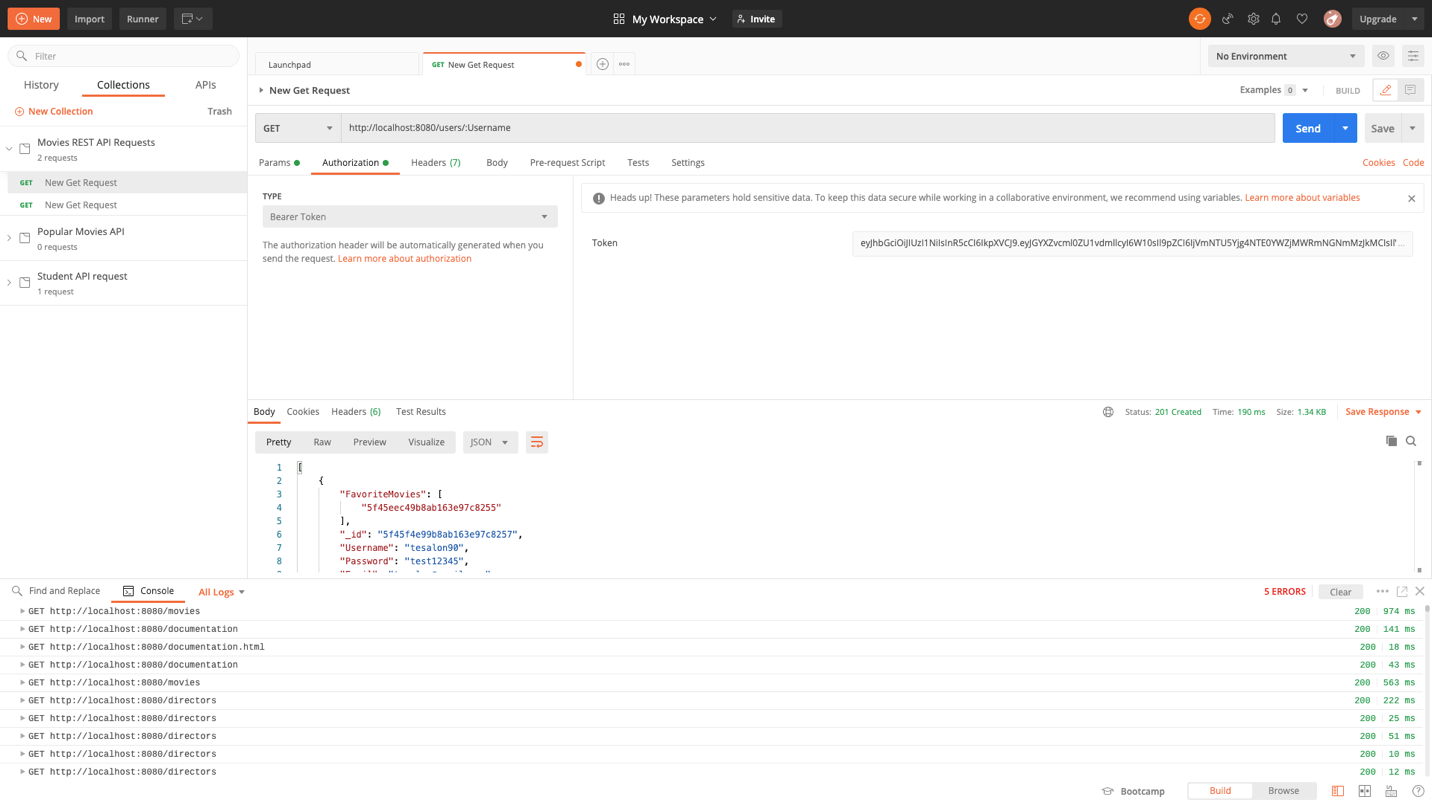 New
Import
Runner
My Workspace
Invite
Upgrade
Filter
History
Collections
APIs
New Collection
Trash
Movies REST API Requests
2 requests
GET New Get Request
GET New Get Request
Popular Movies API
0 requests
Student API request
1 request
Launchpad
GET New Get Request
No Environment
New Get Request
Examples 0
BUILD
GET
http://localhost:8080/users/:Username
Send
Save
Params
Authorization
Headers (7)
Body
Pre-request Script
Tests
Settings
Cookies
Code
TYPE
Bearer Token
The authorization header will be automatically generated when you
send the request. Learn more about authorization
Heads up! These parameters hold sensitive data. To keep this data secure while working in a collaborative environment, we recommend using variables. Learn more about variables
Token
Body
Cookies
Headers (6)
Test Results
Status: 201 Created
Time: 190 ms
Size: 1.34 KB
Save Response
Pretty
Raw
Preview
Visualize
JSON
1 [
2 {
3 "FavoriteMovies": [
4 "5f45eec49b8ab163e97c8255"
5 ],
6 "_id": "5f45f4e99b8ab163e97c8257",
7 "Username": "tesalon90",
8 "Password": "test12345",
Find and Replace
Console
All Logs
5 ERRORS
Clear
GET http://localhost:8080/movies 200 974 ms
GET http://localhost:8080/documentation 200 141 ms
GET http://localhost:8080/documentation.html 200 18 ms
GET http://localhost:8080/documentation 200 43 ms
GET http://localhost:8080/movies 200 563 ms
GET http://localhost:8080/directors 200 222 ms
GET http://localhost:8080/directors 200 25 ms
GET http://localhost:8080/directors 200 51 ms
GET http://localhost:8080/directors 200 10 ms
GET http://localhost:8080/directors 200 12 ms
Bootcamp
Build
Browse